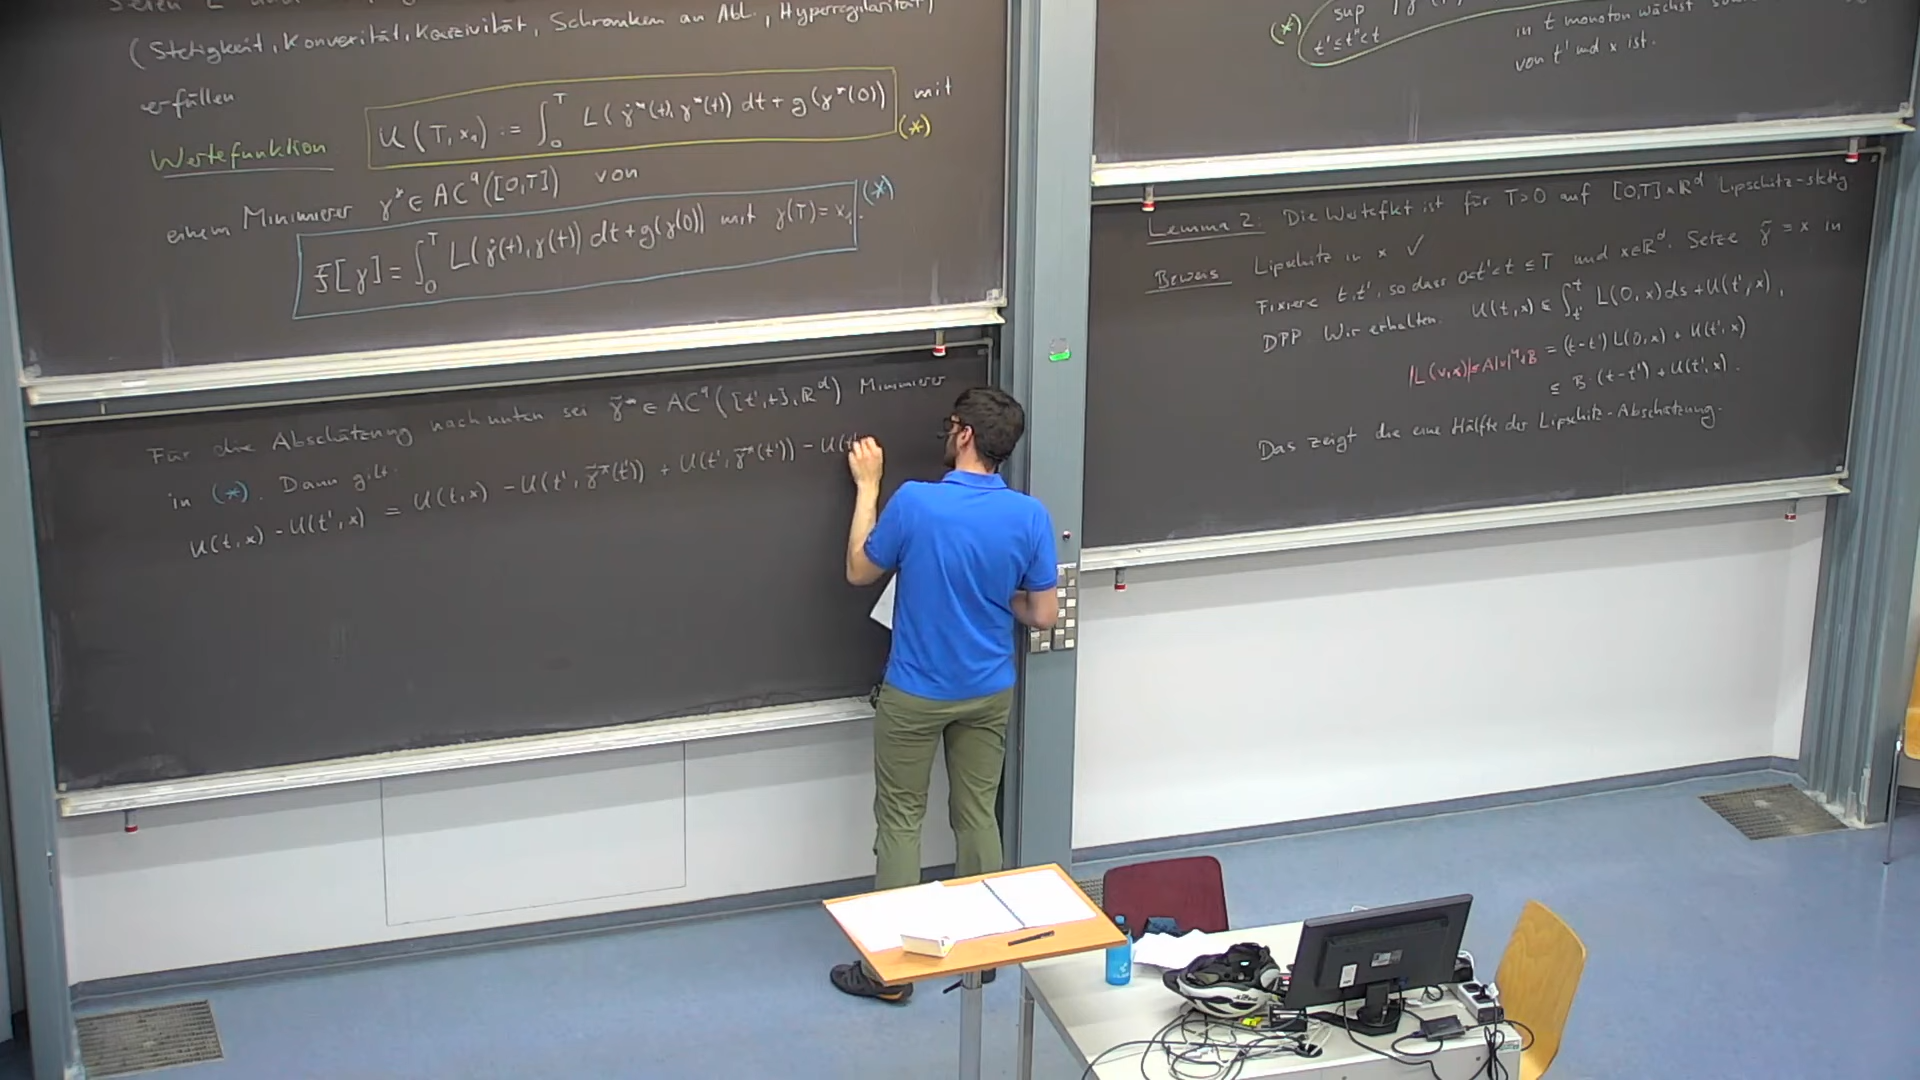 (Stetigkeit, Konvexität, Koerzivität, Schranken an Abl., Hyperregularität)
erfüllen
Wertefunktion u(T, x₁) := ∫₀ᵀ L(γ̇*(t), γ*(t)) dt + g(γ*(0)) mit
(*)
einem Minimierer γ* ∈ AC^q([0,T]) von
F[γ] = ∫₀ᵀ L(γ̇(t), γ(t)) dt + g(γ(0)) mit γ(T) = x₁. (*)
Für die Abschätzung nach unten sei γ̃* ∈ AC^q([t',t], ℝ^d) Minimierer
in (*). Dann gilt.
u(t,x) - u(t',x) = u(t,x) - u(t', γ̃*(t')) + u(t', γ̃*(t')) - u(t'
(*) sup
t'≤t''<t
in t monoton wächst
von t' und x ist.
Lemma 2: Die Wertefkt ist für T>0 auf [0,T]×ℝ^d Lipschitz-stetig
Beweis Lipschitz in x ✓
Fixiere t,t', so dass 0<t'<t≤T und x∈ℝ^d. Setze γ̃ = x in
DPP. Wir erhalten. u(t,x) ≤ ∫_{t'}^t L(0,x) ds + u(t',x),
|L(v,x)|≤A|v|^q+B = (t-t') L(0,x) + u(t',x)
≤ B·(t-t') + u(t',x).
Das zeigt die eine Hälfte der Lipschitz-Abschätzung.